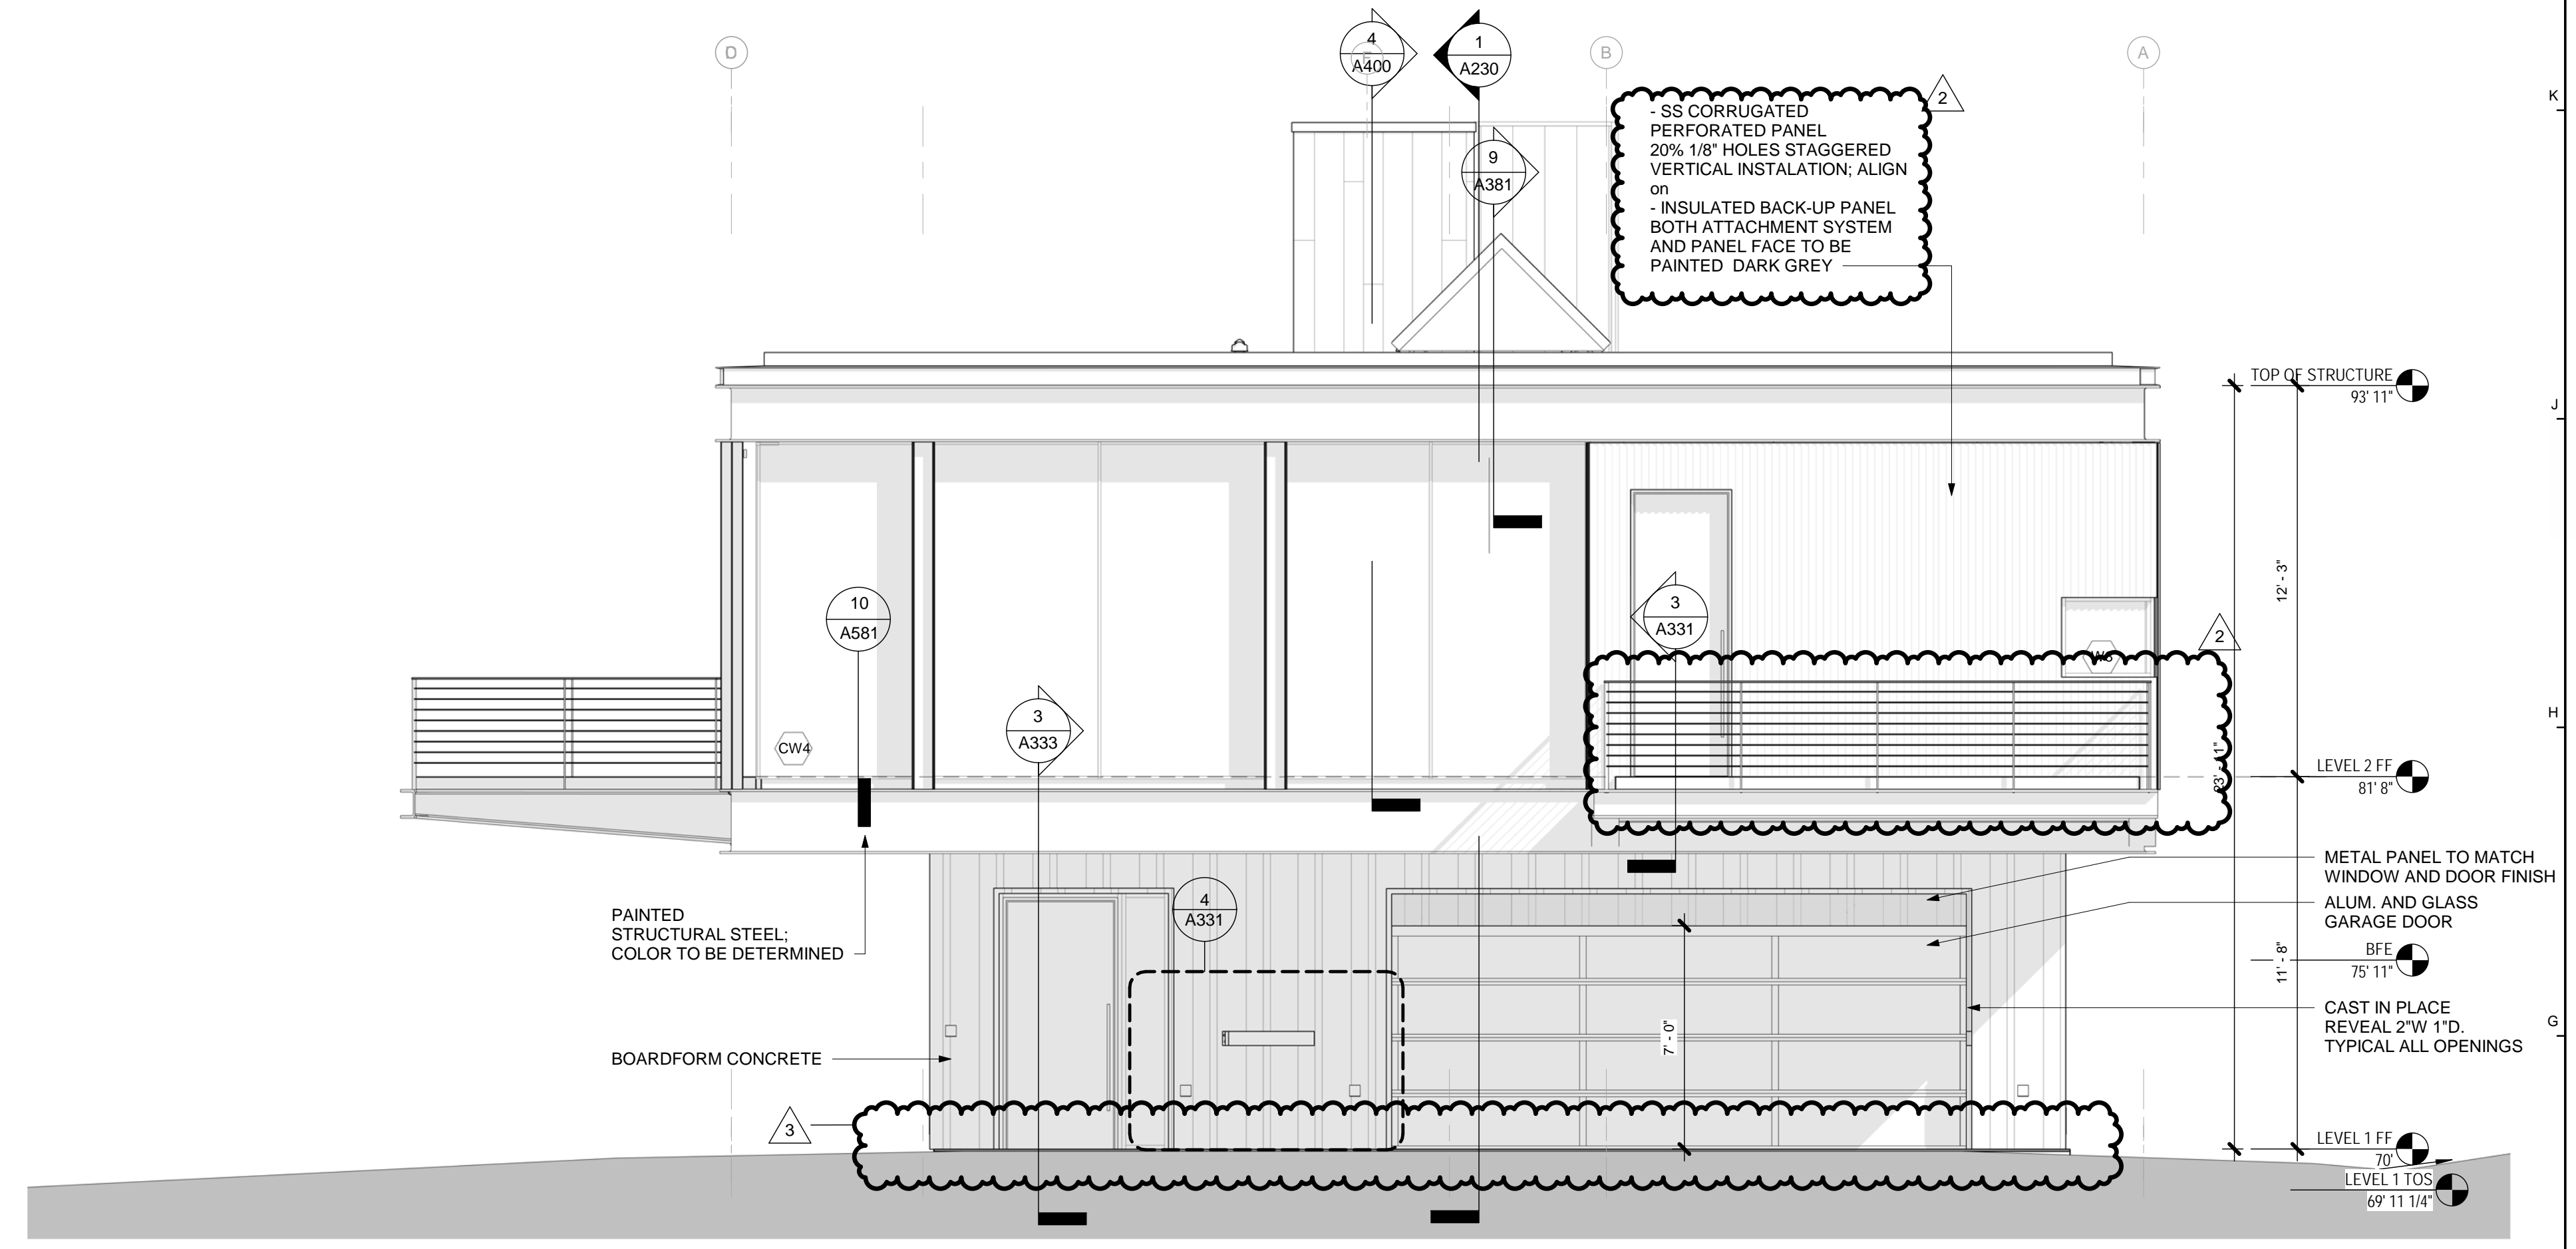 D
4
A400
1
A230
B
A
K
2
- SS CORRUGATED
PERFORATED PANEL
20% 1/8" HOLES STAGGERED
VERTICAL INSTALATION; ALIGN
on
- INSULATED BACK-UP PANEL
BOTH ATTACHMENT SYSTEM
AND PANEL FACE TO BE
PAINTED  DARK GREY
9
A381
TOP OF STRUCTURE
93' 11"
J
12' - 3"
10
A581
3
A331
2
3
A333
CW4
H
LEVEL 2 FF
81' 8"
METAL PANEL TO MATCH
WINDOW AND DOOR FINISH
4
A331
ALUM. AND GLASS
GARAGE DOOR
PAINTED
STRUCTURAL STEEL;
COLOR TO BE DETERMINED
BFE
75' 11"
11' - 8"
CAST IN PLACE
REVEAL 2"W 1"D.
TYPICAL ALL OPENINGS
G
7' - 0"
BOARDFORM CONCRETE
3
LEVEL 1 FF
70'
LEVEL 1 TOS
69' 11 1/4"